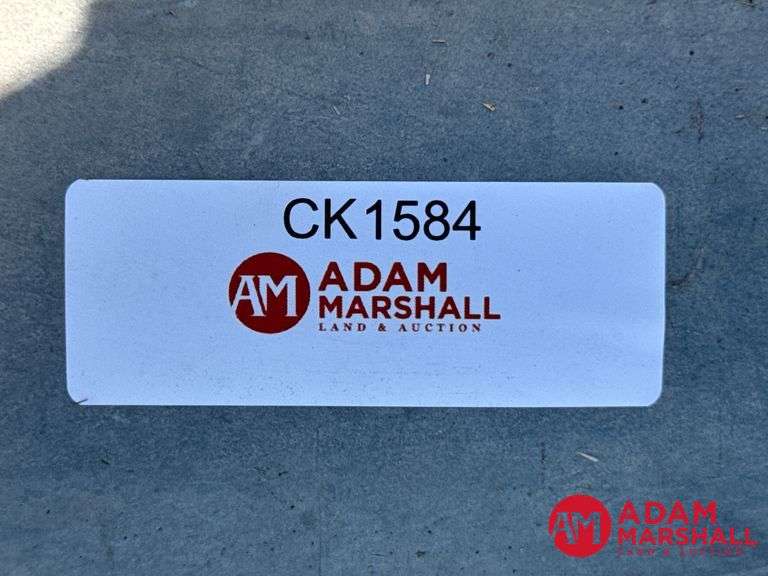 CK1584
AM
ADAM
MARSHALL
LAND & AUCTION
AM
ADAM
MARSHALL
LAND & AUCTION